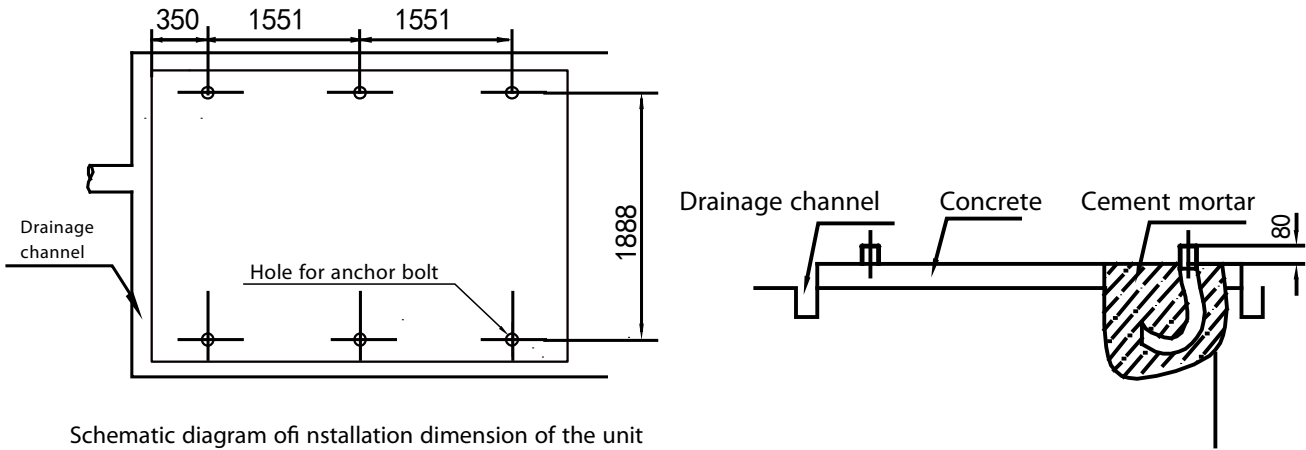 350
1551
1551
1888
Drainage
channel
Hole for anchor bolt
Schematic diagram ofi nstallation dimension of the unit
Drainage channel
Concrete
Cement mortar
80